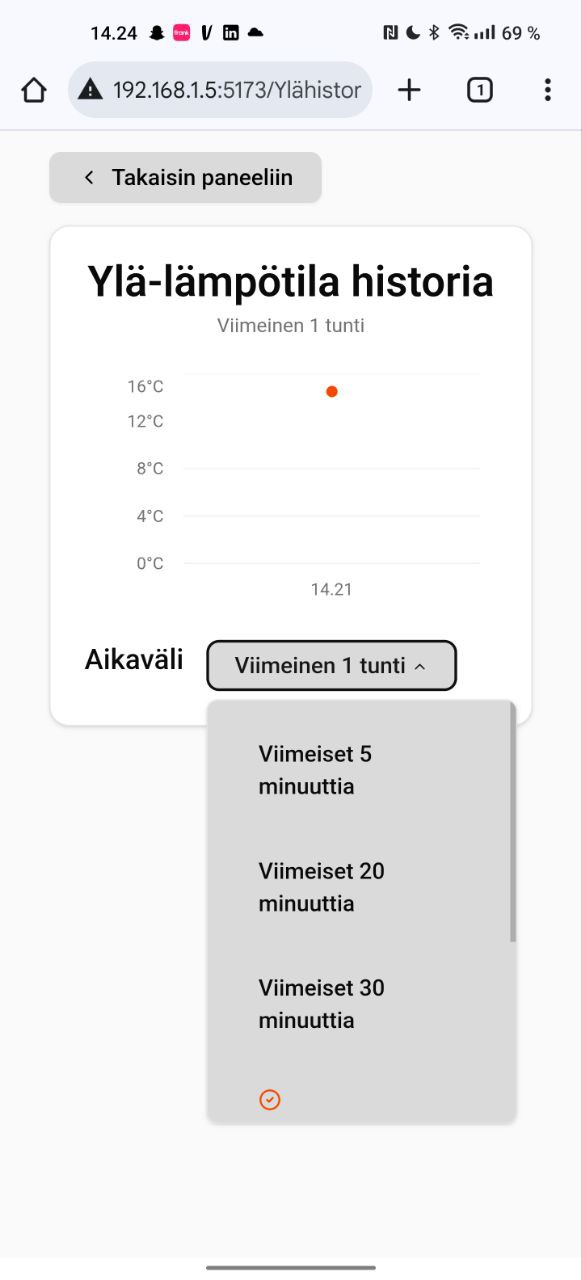 14.24
frank
in
69 %
192.168.1.5:5173/Ylähistor
1
Takaisin paneeliin
Ylä-lämpötila historia
Viimeinen 1 tunti
16°C
12°C
8°C
4°C
0°C
14.21
Aikaväli
Viimeinen 1 tunti
Viimeiset 5
minuuttia
Viimeiset 20
minuuttia
Viimeiset 30
minuuttia